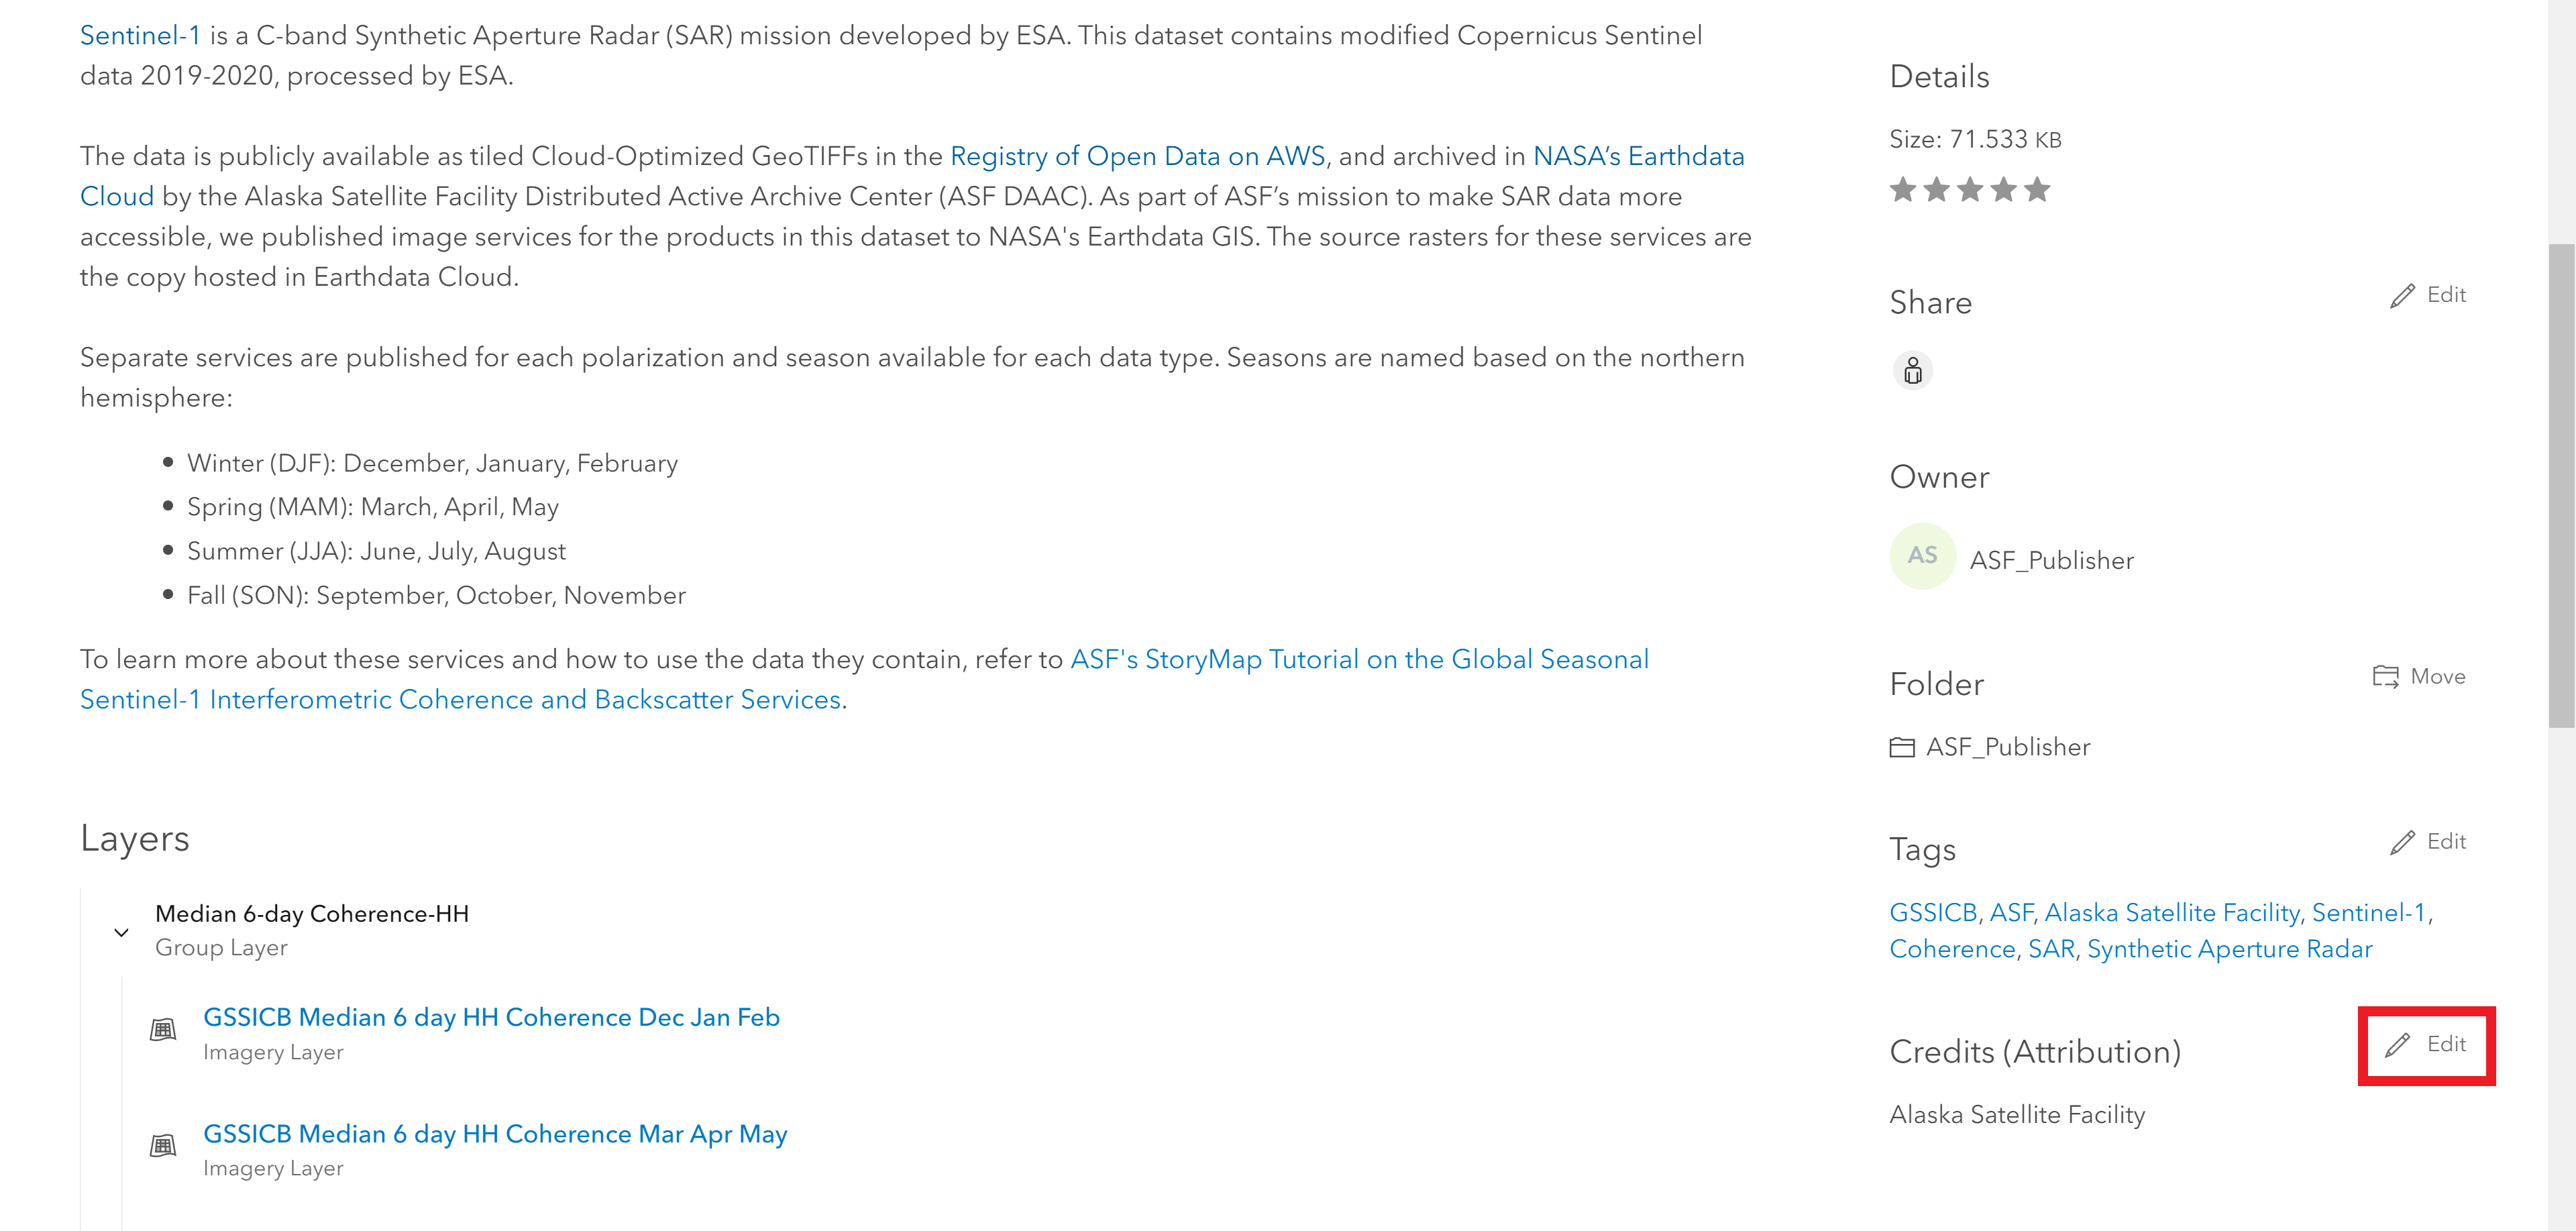 Sentinel-1 is a C-band Synthetic Aperture Radar (SAR) mission developed by ESA. This dataset contains modified Copernicus Sentinel
data 2019-2020, processed by ESA.
The data is publicly available as tiled Cloud-Optimized GeoTIFFs in the Registry of Open Data on AWS, and archived in NASA’s Earthdata
Cloud by the Alaska Satellite Facility Distributed Active Archive Center (ASF DAAC). As part of ASF’s mission to make SAR data more
accessible, we published image services for the products in this dataset to NASA's Earthdata GIS. The source rasters for these services are
the copy hosted in Earthdata Cloud.
Separate services are published for each polarization and season available for each data type. Seasons are named based on the northern
hemisphere:
• Winter (DJF): December, January, February
• Spring (MAM): March, April, May
• Summer (JJA): June, July, August
• Fall (SON): September, October, November
To learn more about these services and how to use the data they contain, refer to ASF's StoryMap Tutorial on the Global Seasonal
Sentinel-1 Interferometric Coherence and Backscatter Services.
Layers
Median 6-day Coherence-HH
Group Layer
GSSICB Median 6 day HH Coherence Dec Jan Feb
Imagery Layer
GSSICB Median 6 day HH Coherence Mar Apr May
Imagery Layer
Details
Size: 71.533 KB
Share
Edit
Owner
AS
ASF_Publisher
Folder
Move
ASF_Publisher
Tags
Edit
GSSICB, ASF, Alaska Satellite Facility, Sentinel-1,
Coherence, SAR, Synthetic Aperture Radar
Credits (Attribution)
Edit
Alaska Satellite Facility